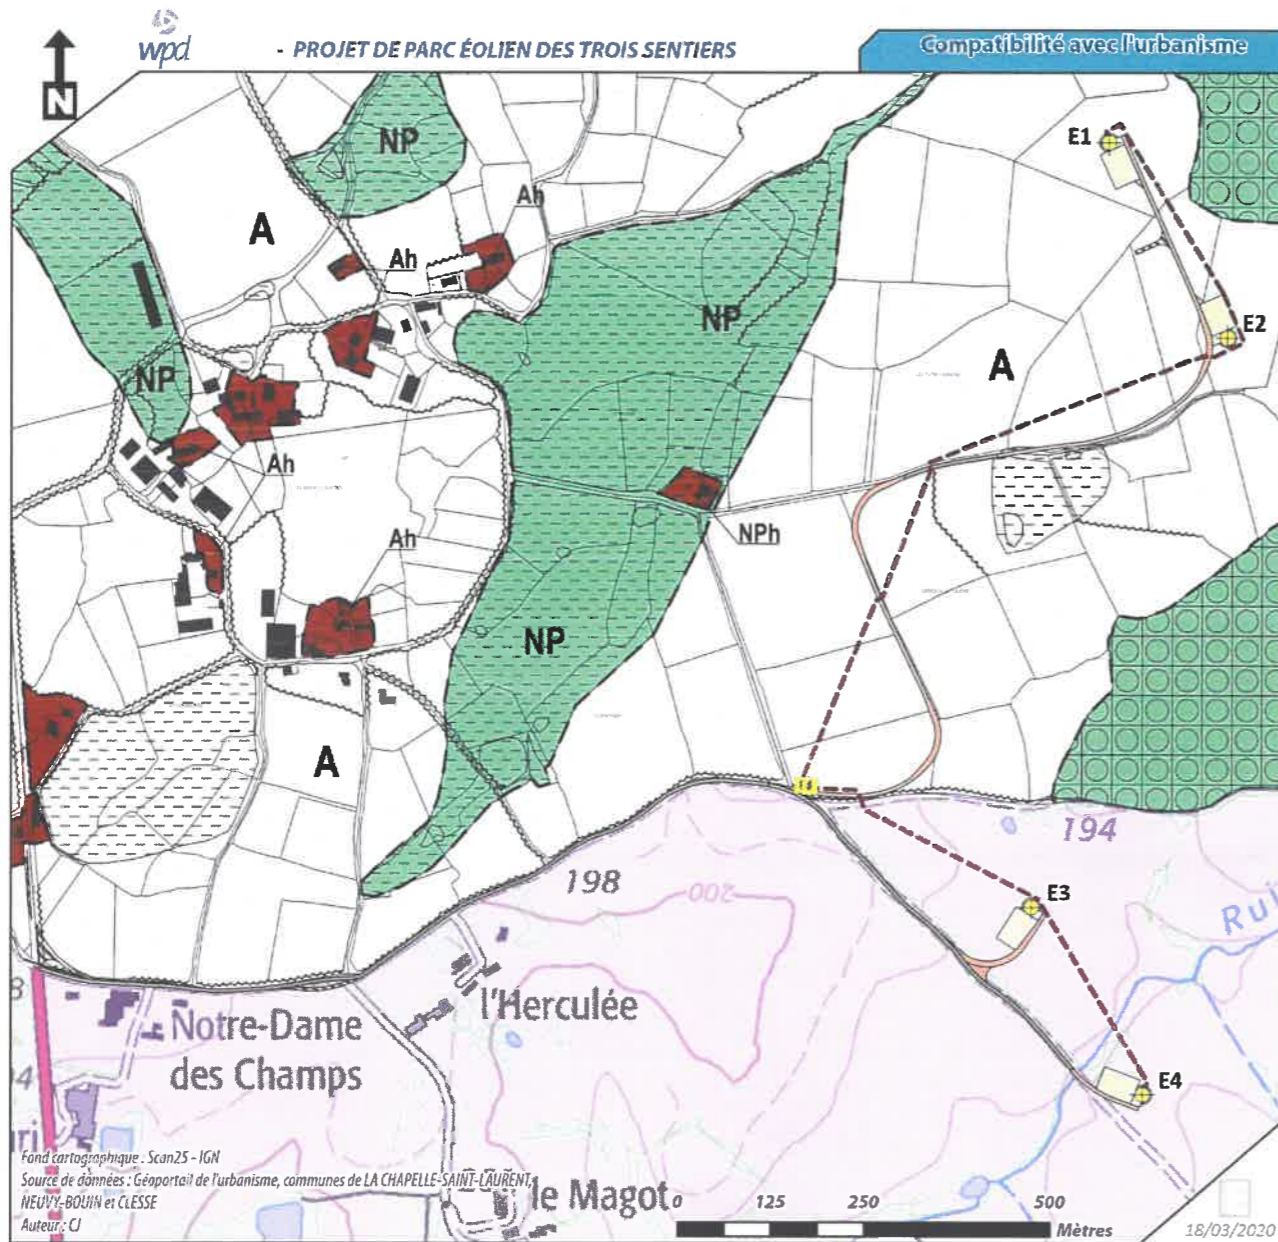 wpd
- PROJET DE PARC ÉOLIEN DES TROIS SENTIERS
Compatibilité avec l'urbanisme
N
NP
E1
Ah
A
Ah
NP
E2
A
NP
Ah
Ah
NPh
NP
A
194
198
200
E3
Rui
l'Herculée
Notre-Dame
des Champs
E4
Fond cartographique : Scan25 - IGN
Source de données : Géoportail de l'urbanisme, communes de LA CHAPELLE-SAINT-LAURENT,
NEUVY-BOUIN et CLESSE
Auteur : CJ
le Magot
0 125 250 500
Mètres
18/03/2020